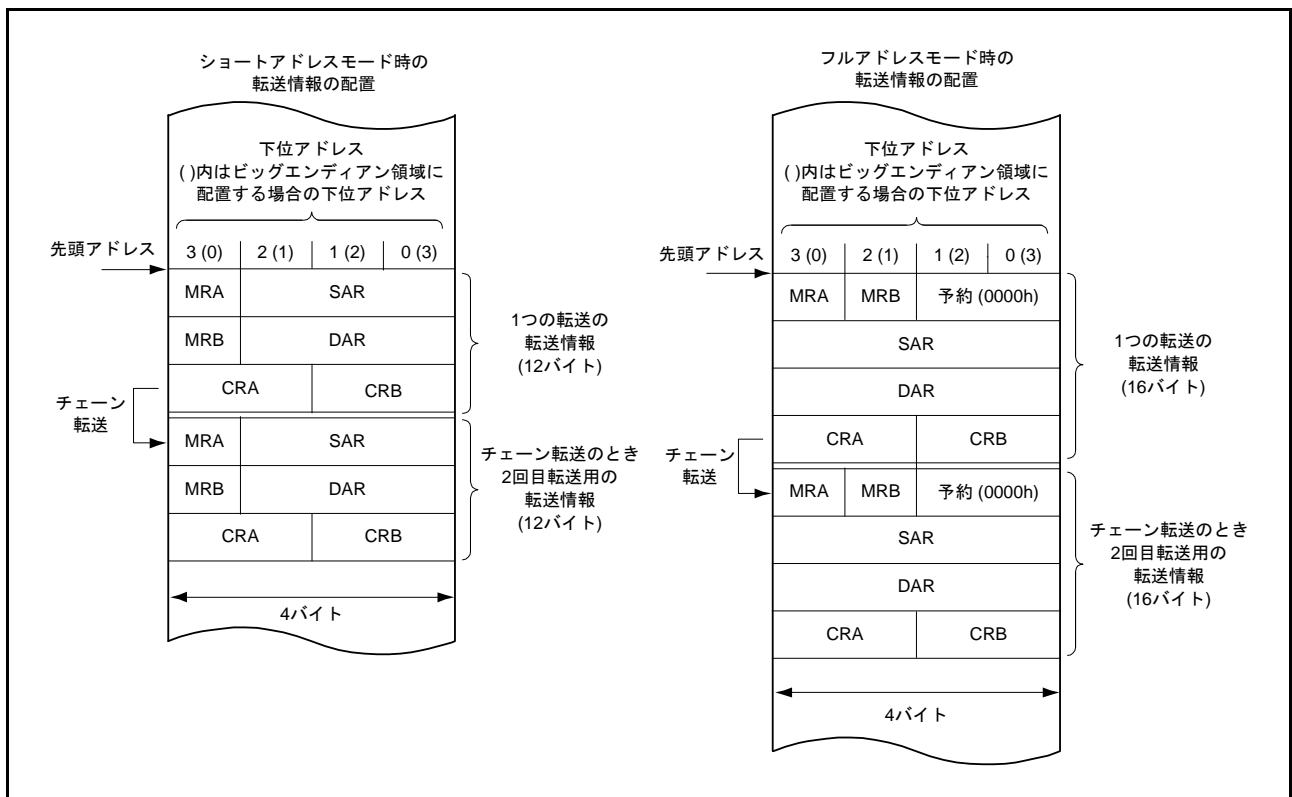 ショートアドレスモード時の
転送情報の配置
下位アドレス
( )内はビッグエンディアン領域に
配置する場合の下位アドレス
先頭アドレス
3 (0) 2 (1) 1 (2) 0 (3)
MRA SAR
MRB DAR
CRA CRB
1つの転送の
転送情報
(12バイト)
チェーン
転送
MRA SAR
MRB DAR
CRA CRB
チェーン転送のとき
2回目転送用の
転送情報
(12バイト)
4バイト
フルアドレスモード時の
転送情報の配置
下位アドレス
( )内はビッグエンディアン領域に
配置する場合の下位アドレス
先頭アドレス
3 (0) 2 (1) 1 (2) 0 (3)
MRA MRB 予約 (0000h)
SAR
DAR
CRA CRB
1つの転送の
転送情報
(16バイト)
チェーン
転送
MRA MRB 予約 (0000h)
SAR
DAR
CRA CRB
チェーン転送のとき
2回目転送用の
転送情報
(16バイト)
4バイト